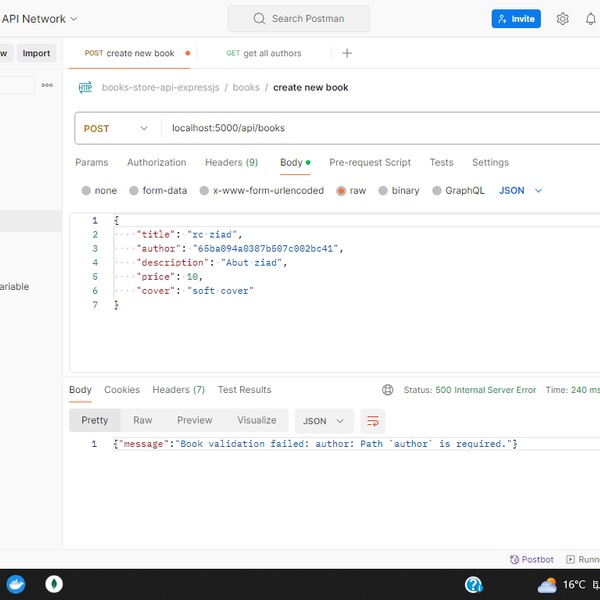 API Network
Search Postman
Invite
w
Import
POST create new book
GET get all authors
HTTP books-store-api-expressjs / books / create new book
POST
localhost:5000/api/books
Params
Authorization
Headers (9)
Body
Pre-request Script
Tests
Settings
none
form-data
x-www-form-urlencoded
raw
binary
GraphQL
JSON
1 {
2 "title": "rc ziad",
3 "author": "65ba094a0387b507c002bc41",
4 "description": "Abut ziad",
5 "price": 10,
6 "cover": "soft cover"
7 }
ariable
Body
Cookies
Headers (7)
Test Results
Status: 500 Internal Server Error
Time: 240 ms
Pretty
Raw
Preview
Visualize
JSON
1 {"message":"Book validation failed: author: Path `author` is required."}
Postbot
Runn
16°C